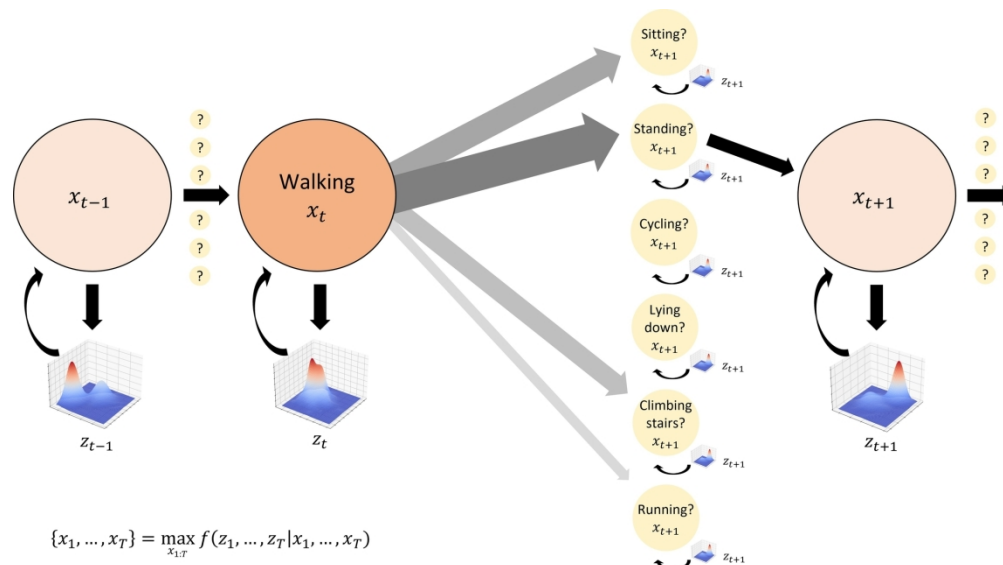 Sitting?
x_{t+1}
z_{t+1}
?
?
?
?
?
?
x_{t−1}
Walking
x_t
Standing?
x_{t+1}
z_{t+1}
x_{t+1}
?
?
?
?
?
?
Cycling?
x_{t+1}
z_{t+1}
Lying
down?
x_{t+1}
z_{t+1}
Climbing
stairs?
x_{t+1}
z_{t+1}
Running?
x_{t+1}
z_{t+1}
z_{t−1}
z_t
z_{t+1}
{x_1, …, x_T} = max_{x_{1:T}} f(z_1, …, z_T|x_1, …, x_T)